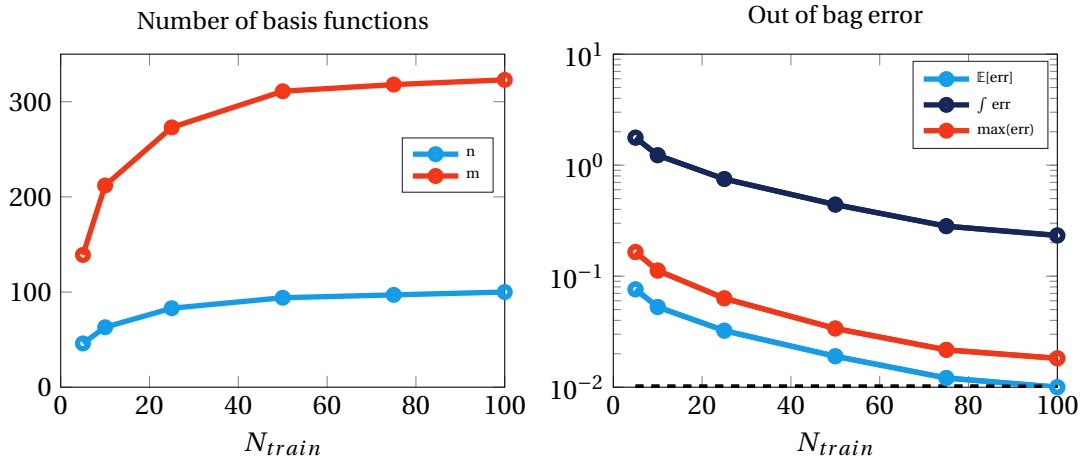 Number of basis functions
300
200
100
0
0 20 40 60 80 100
N_train
n
m
Out of bag error
10^1
10^0
10^−1
10^−2
0 20 40 60 80 100
N_train
𝔼[err]
∫ err
max(err)